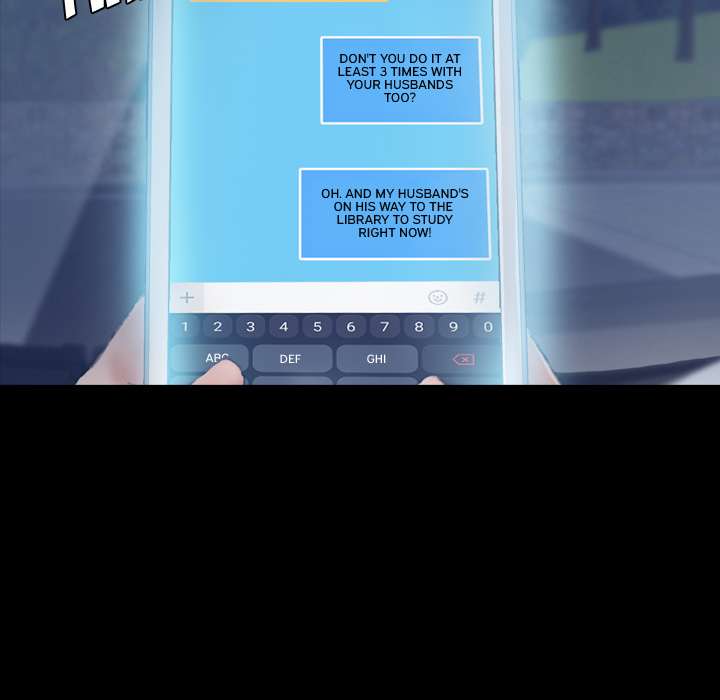 DON'T YOU DO IT AT
LEAST 3 TIMES WITH
YOUR HUSBANDS
TOO?
OH. AND MY HUSBAND'S
ON HIS WAY TO THE
LIBRARY TO STUDY
RIGHT NOW!
+ #
1 2 3 4 5 6 7 8 9 0
ABC DEF GHI